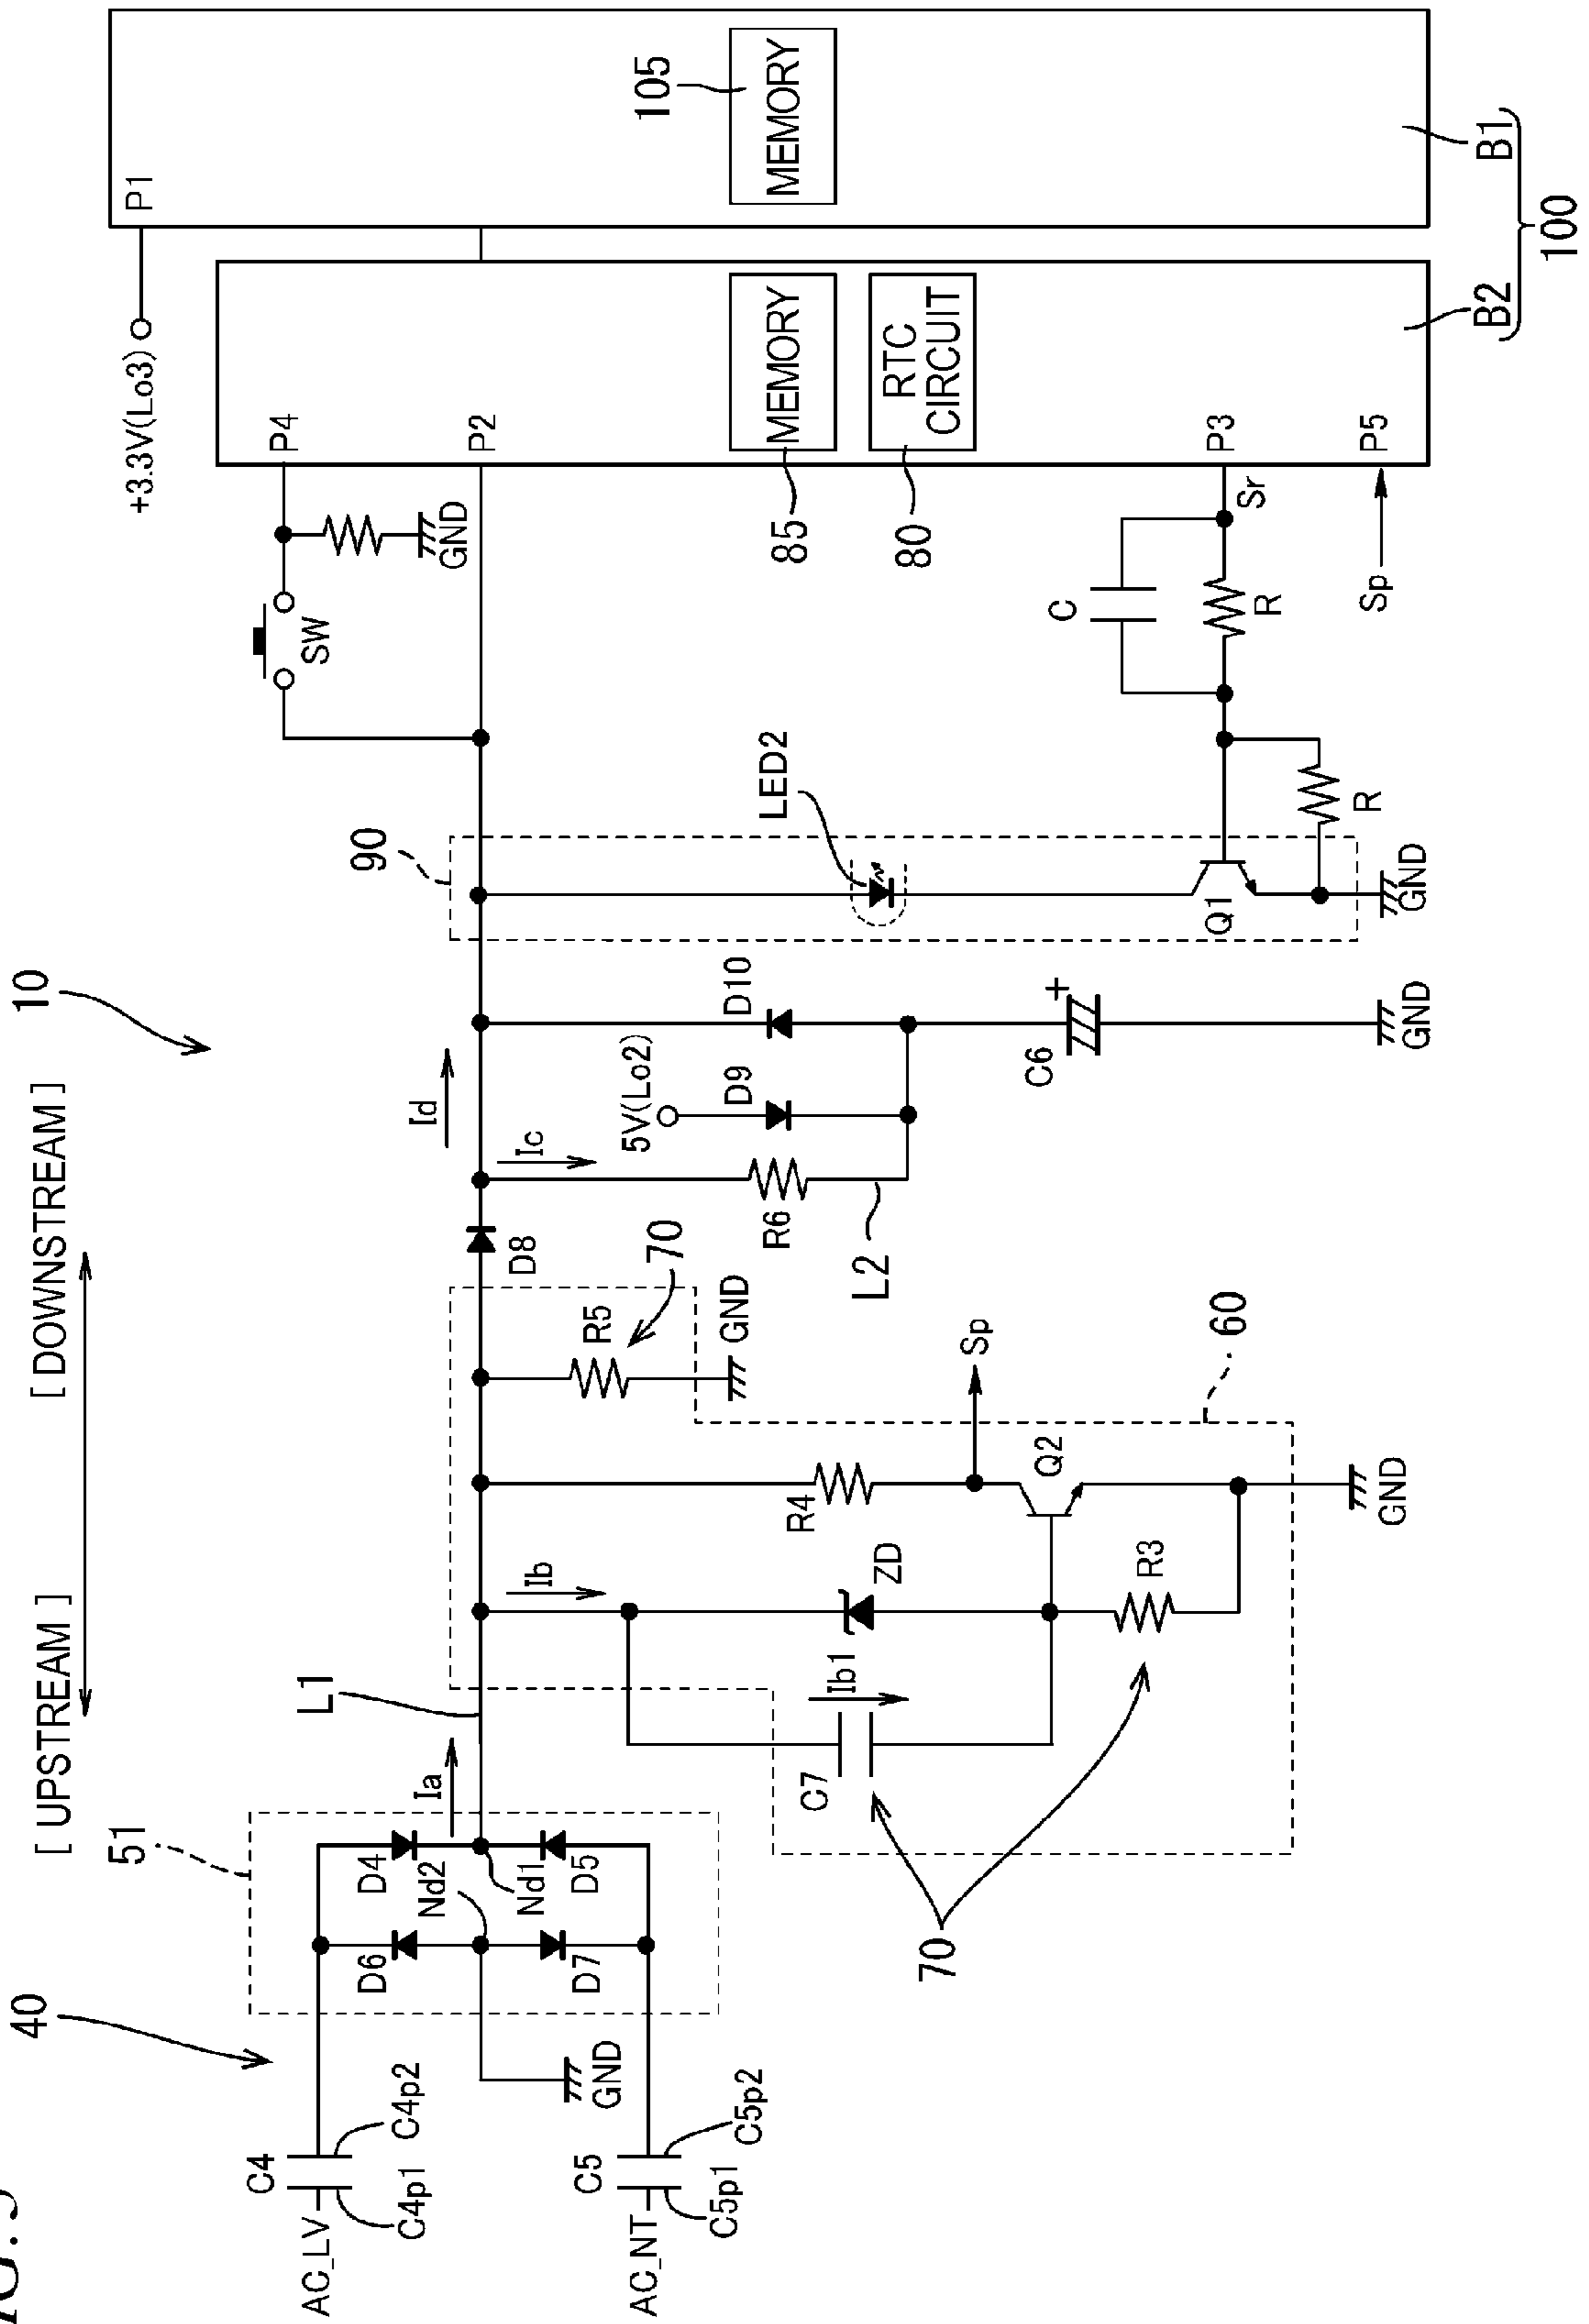 [ UPSTREAM ]
[ DOWNSTREAM ]
10
40
51
AC_LV
C4
C4p1
C4p2
AC_NT
C5
C5p1
C5p2
GND
D6
D4
D7
D5
Nd2
Nd1
Ia
L1
Ib
Ib1
C7
ZD
R3
70
R4
Q2
Sp
60
GND
R5
70
GND
D8
Id
Ic
R6
L2
5V(Lo2)
D9
D10
C6
+
GND
90
LED2
Q1
GND
R
C
R
Sr
Sp
SW
GND
+3.3V(Lo3)
P4
P2
P3
P5
85
MEMORY
80
RTC
CIRCUIT
B2
P1
105
MEMORY
B1
100